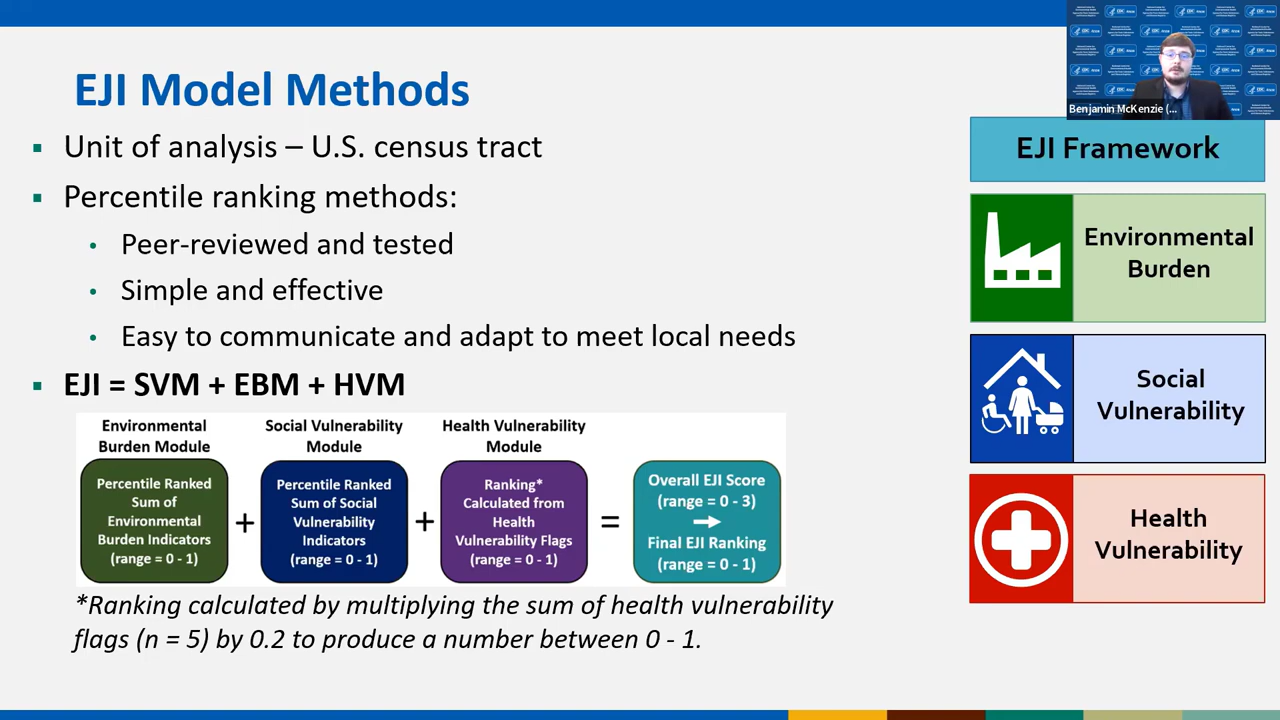 EJI Model Methods
▪ Unit of analysis – U.S. census tract
▪ Percentile ranking methods:
• Peer-reviewed and tested
• Simple and effective
• Easy to communicate and adapt to meet local needs
▪ EJI = SVM + EBM + HVM
Environmental
Burden Module
Percentile Ranked
Sum of
Environmental
Burden Indicators
(range = 0 - 1)
+
Social Vulnerability
Module
Percentile Ranked
Sum of Social
Vulnerability
Indicators
(range = 0 - 1)
+
Health Vulnerability
Module
Ranking*
Calculated from
Health
Vulnerability Flags
(range = 0 - 1)
=
Overall EJI Score
(range = 0 - 3)
Final EJI Ranking
(range = 0 - 1)
*Ranking calculated by multiplying the sum of health vulnerability
flags (n = 5) by 0.2 to produce a number between 0 - 1.
Benjamin McKenzie (...
EJI Framework
Environmental
Burden
Social
Vulnerability
Health
Vulnerability